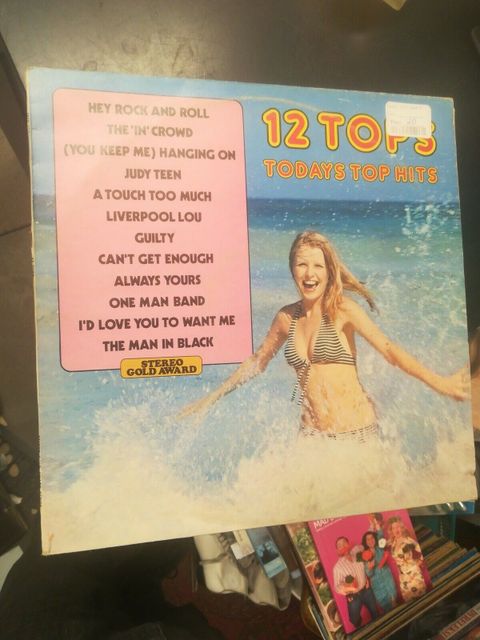 HEY ROCK AND ROLL
THE 'IN' CROWD
(YOU KEEP ME) HANGING ON
JUDY TEEN
A TOUCH TOO MUCH
LIVERPOOL LOU
GUILTY
CAN'T GET ENOUGH
ALWAYS YOURS
ONE MAN BAND
I'D LOVE YOU TO WANT ME
THE MAN IN BLACK
STEREO
GOLD AWARD
12 TOPS
TODAYS TOP HITS